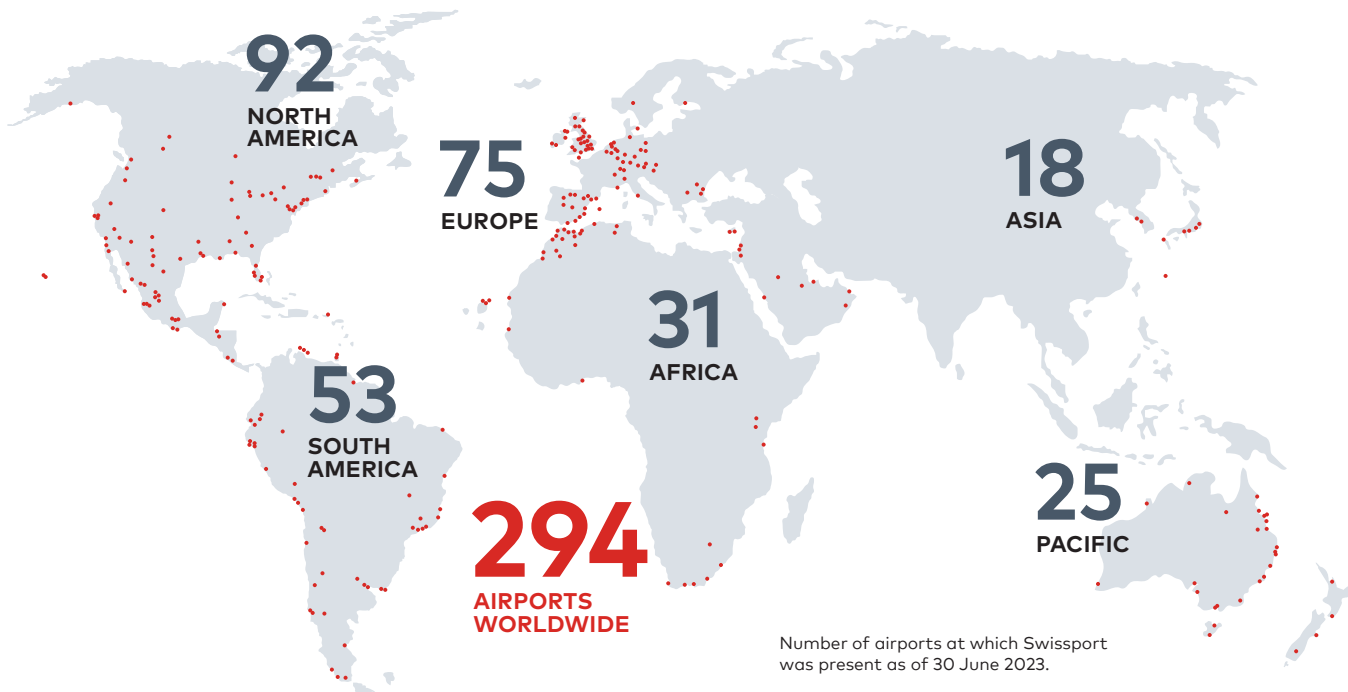 92
NORTH
AMERICA
75
EUROPE
18
ASIA
31
AFRICA
53
SOUTH
AMERICA
25
PACIFIC
294
AIRPORTS
WORLDWIDE
Number of airports at which Swissport
was present as of 30 June 2023.